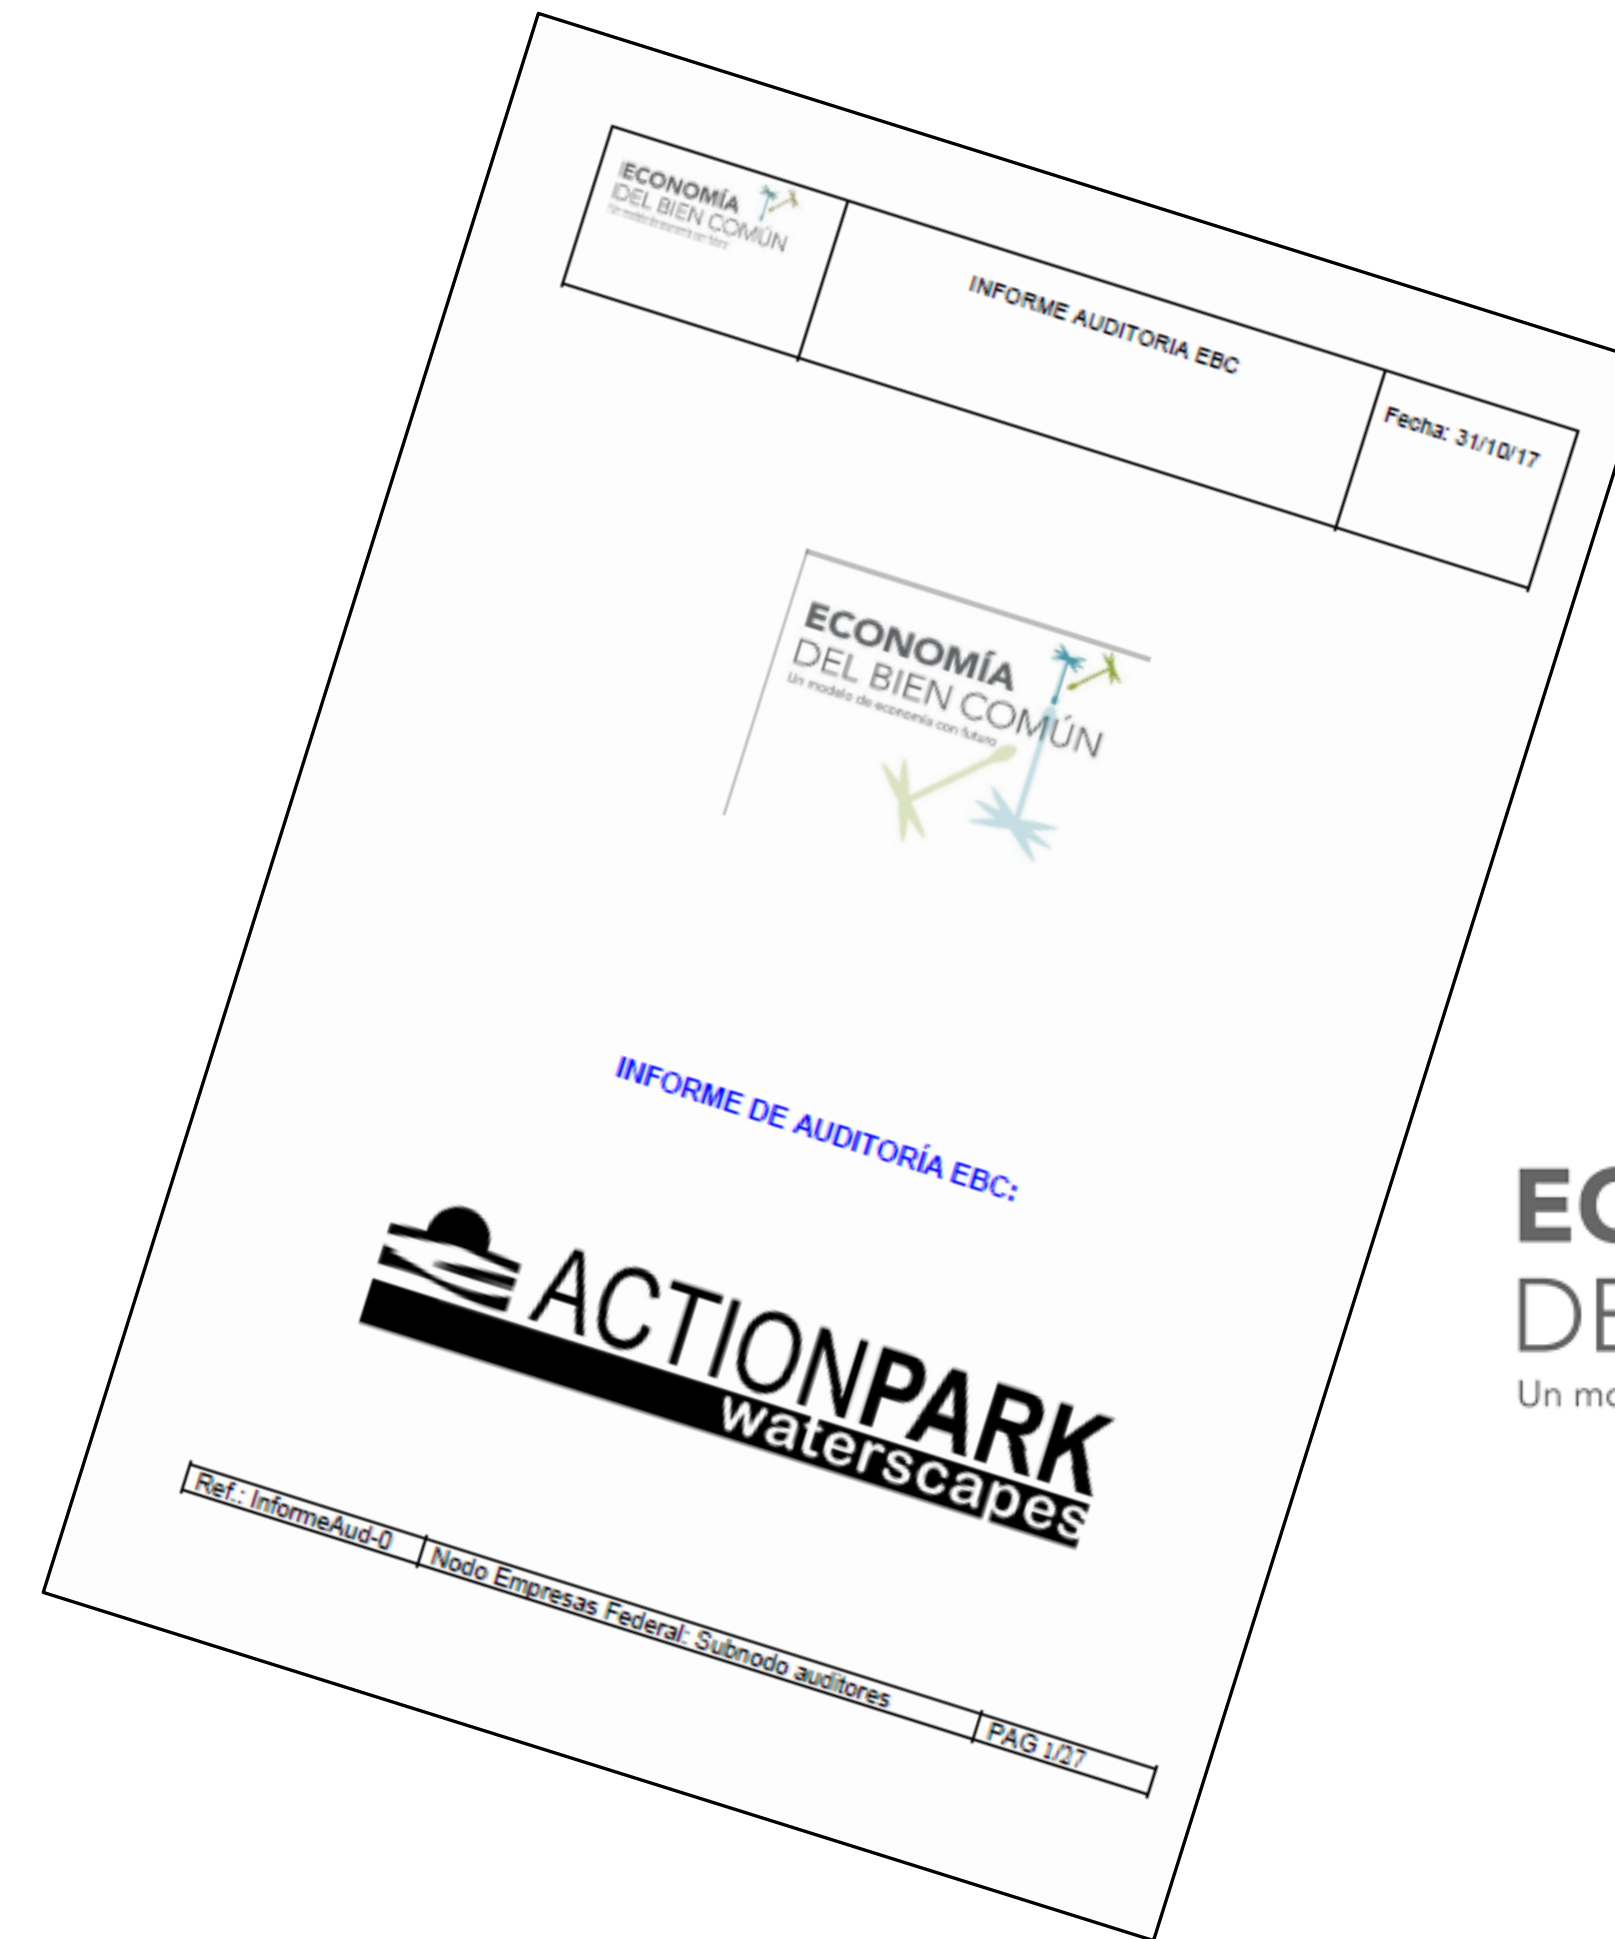 ECONOMÍA
DEL BIEN COMÚN
INFORME AUDITORIA EBC
Fecha: 31/10/17
ECONOMÍA
DEL BIEN COMÚN
Un modelo de economía con futuro
INFORME DE AUDITORÍA EBC:
ACTIONPARK
waterscapes
Ref.: InformeAud-0
Nodo Empresas Federal: Subnodo auditores
PAG 1/27
DE
Un mo